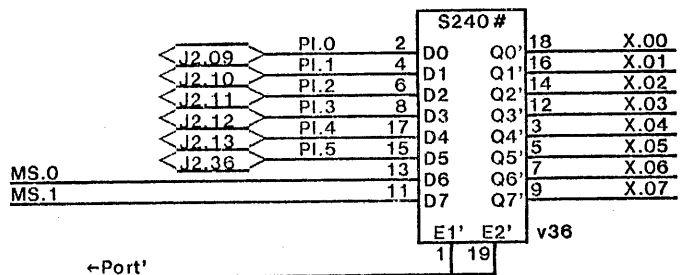 S240 #
J2.09 PI.0 2 D0 Q0' 18 X.00
J2.10 PI.1 4 D1 Q1' 16 X.01
J2.11 PI.2 6 D2 Q2' 14 X.02
J2.12 PI.3 8 D3 Q3' 12 X.03
J2.13 PI.4 17 D4 Q4' 3 X.04
J2.36 PI.5 15 D5 Q5' 5 X.05
MS.0 13 D6 Q6' 7 X.06
MS.1 11 D7 Q7' 9 X.07
E1' E2' v36
←Port' 1 19